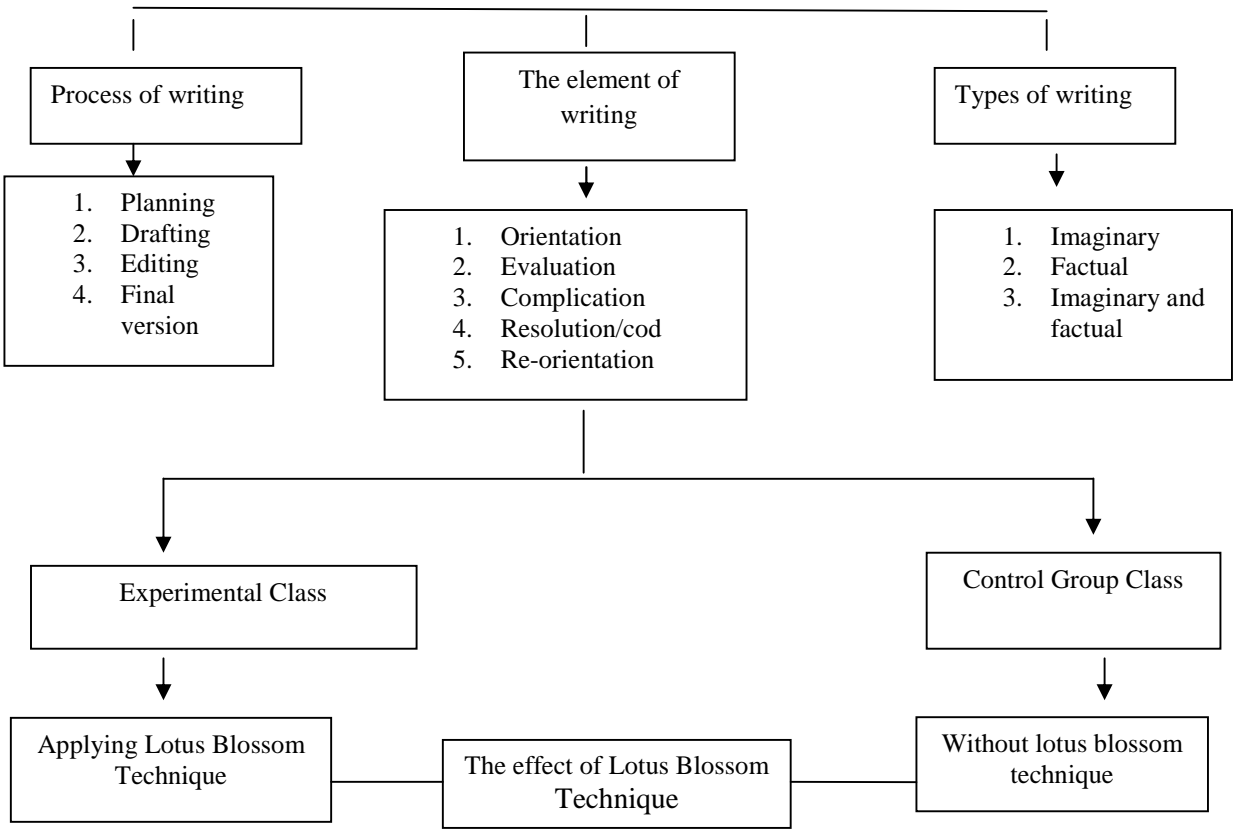 Process of writing
The element of
writing
Types of writing
1. Planning
2. Drafting
3. Editing
4. Final
version
1. Orientation
2. Evaluation
3. Complication
4. Resolution/cod
5. Re-orientation
1. Imaginary
2. Factual
3. Imaginary and
factual
Experimental Class
Control Group Class
Applying Lotus Blossom
Technique
The effect of Lotus Blossom
Technique
Without lotus blossom
technique